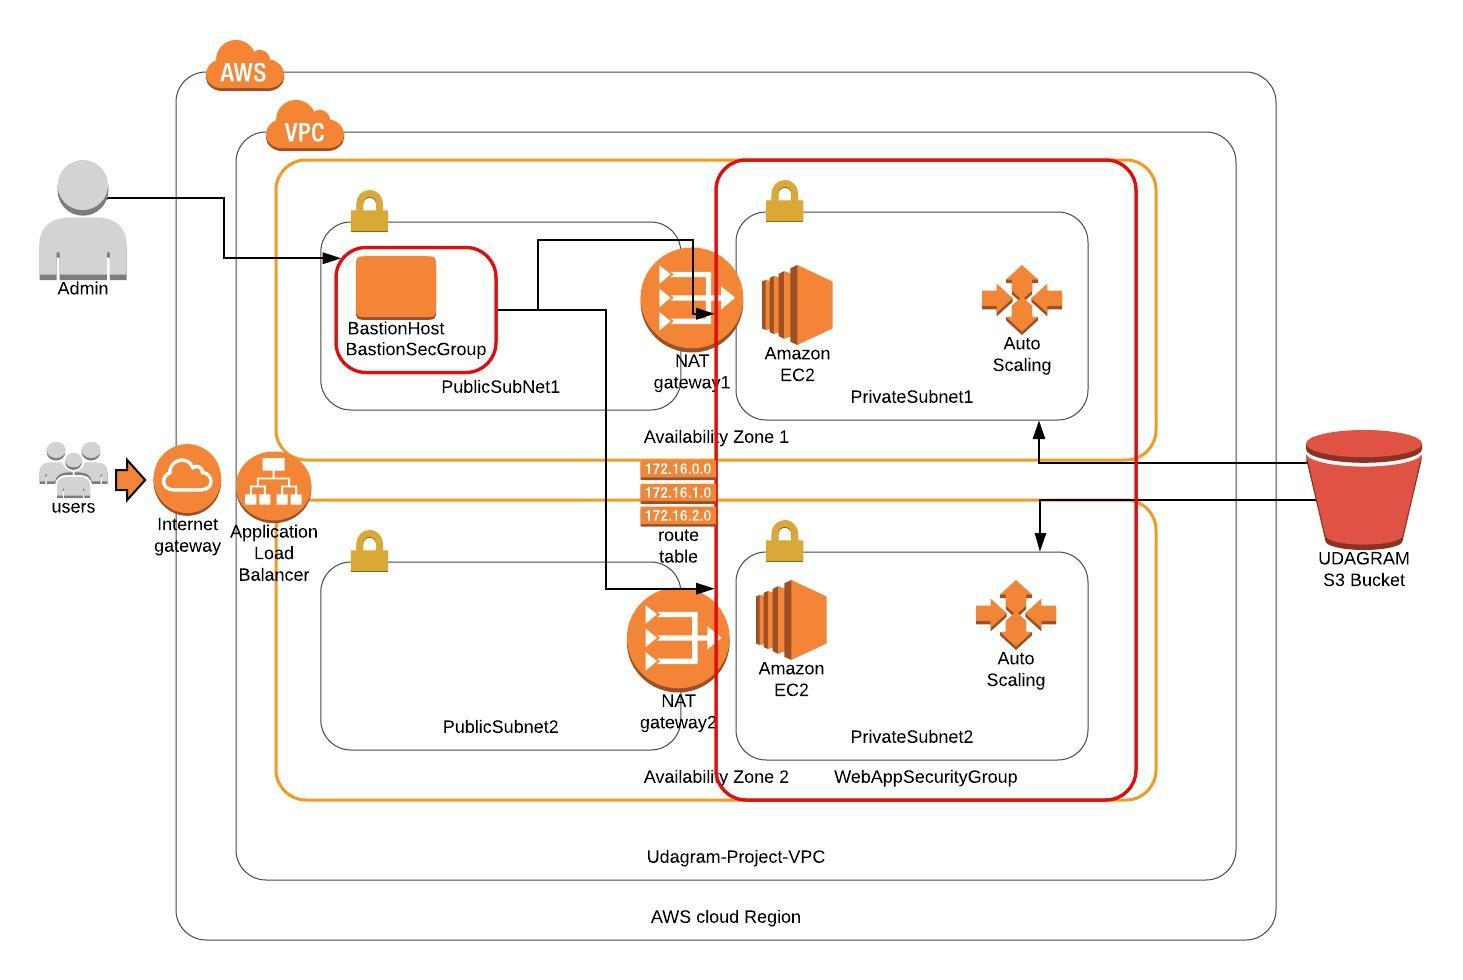 AWS
VPC
Admin
BastionHost
BastionSecGroup
PublicSubNet1
NAT
gateway1
Amazon
EC2
Auto
Scaling
PrivateSubnet1
Availability Zone 1
172.16.0.0
172.16.1.0
172.16.2.0
route
table
users
Internet
gateway
Application
Load
Balancer
UDAGRAM
S3 Bucket
PublicSubnet2
NAT
gateway2
Amazon
EC2
Auto
Scaling
PrivateSubnet2
Availability Zone 2
WebAppSecurityGroup
Udagram-Project-VPC
AWS cloud Region